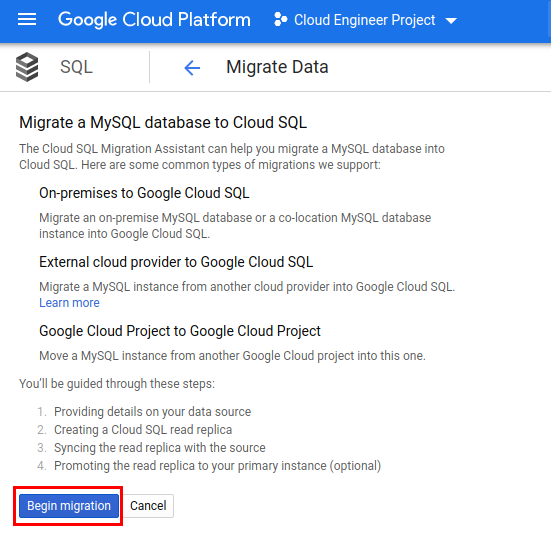 Google Cloud Platform
Cloud Engineer Project
SQL
Migrate Data
Migrate a MySQL database to Cloud SQL
The Cloud SQL Migration Assistant can help you migrate a MySQL database into
Cloud SQL. Here are some common types of migrations we support:
On-premises to Google Cloud SQL
Migrate an on-premise MySQL database or a co-location MySQL database
instance into Google Cloud SQL.
External cloud provider to Google Cloud SQL
Migrate a MySQL instance from another cloud provider into Google Cloud SQL.
Learn more
Google Cloud Project to Google Cloud Project
Move a MySQL instance from another Google Cloud project into this one.
You'll be guided through these steps:
1. Providing details on your data source
2. Creating a Cloud SQL read replica
3. Syncing the read replica with the source
4. Promoting the read replica to your primary instance (optional)
Begin migration
Cancel